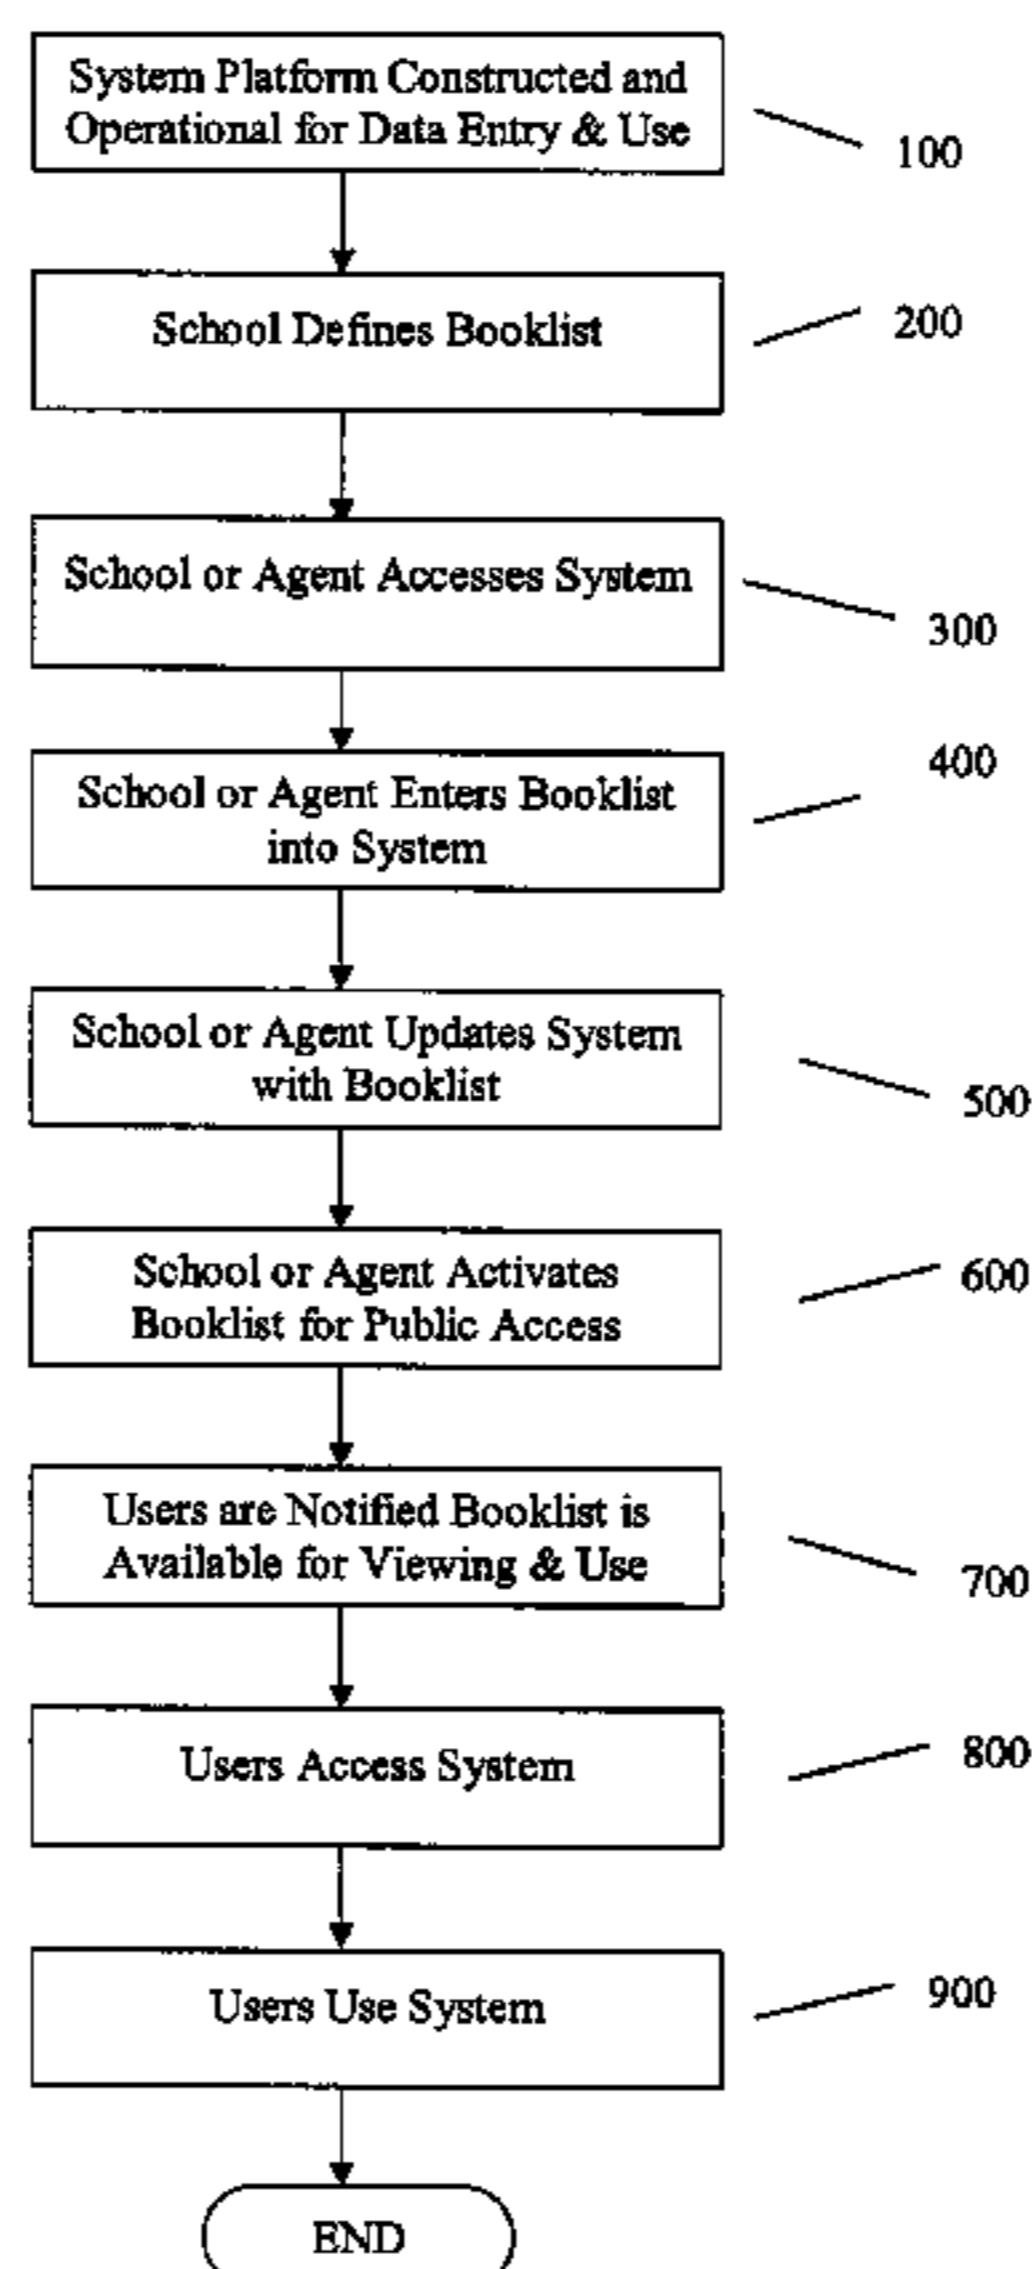 System Platform Constructed and
Operational for Data Entry & Use
100
School Defines Booklist
200
School or Agent Accesses System
300
400
School or Agent Enters Booklist
into System
School or Agent Updates System
with Booklist
500
School or Agent Activates
Booklist for Public Access
600
Users are Notified Booklist is
Available for Viewing & Use
700
Users Access System
800
Users Use System
900
END